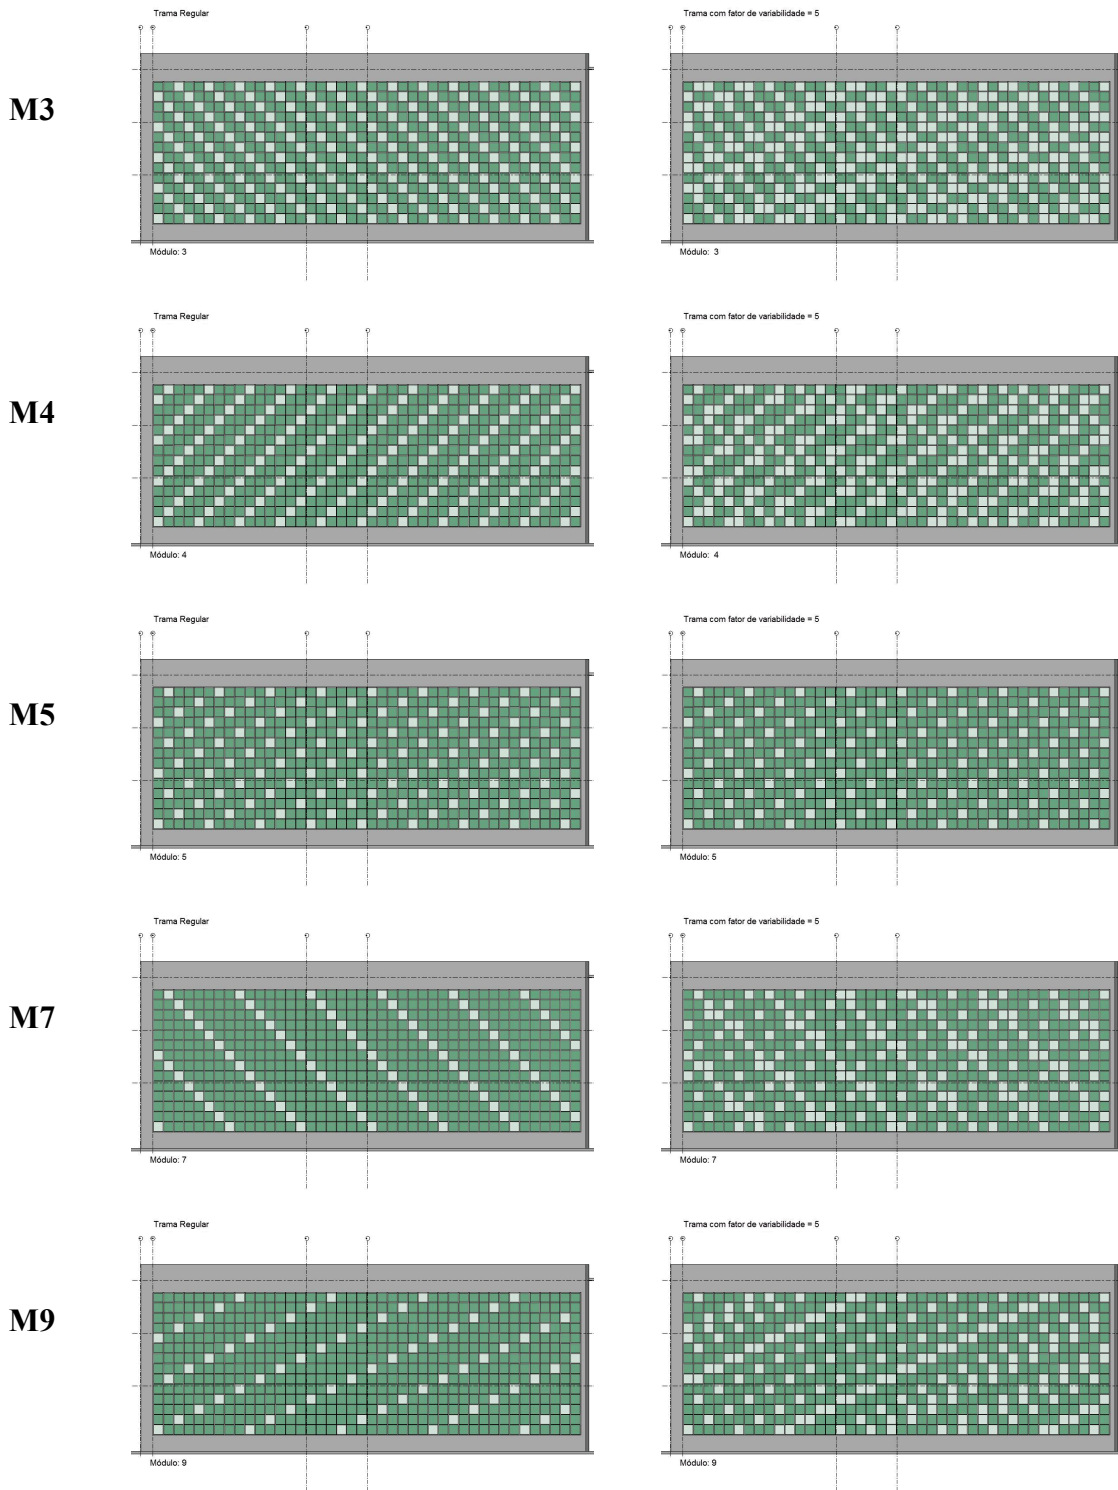 Trama Regular
Trama com fator de variabilidade = 5
M3
Módulo: 3
Módulo: 3
Trama Regular
Trama com fator de variabilidade = 5
M4
Módulo: 4
Módulo: 4
Trama Regular
Trama com fator de variabilidade = 5
M5
Módulo: 5
Módulo: 5
Trama Regular
Trama com fator de variabilidade = 5
M7
Módulo: 7
Módulo: 7
Trama Regular
Trama com fator de variabilidade = 5
M9
Módulo: 9
Módulo: 9